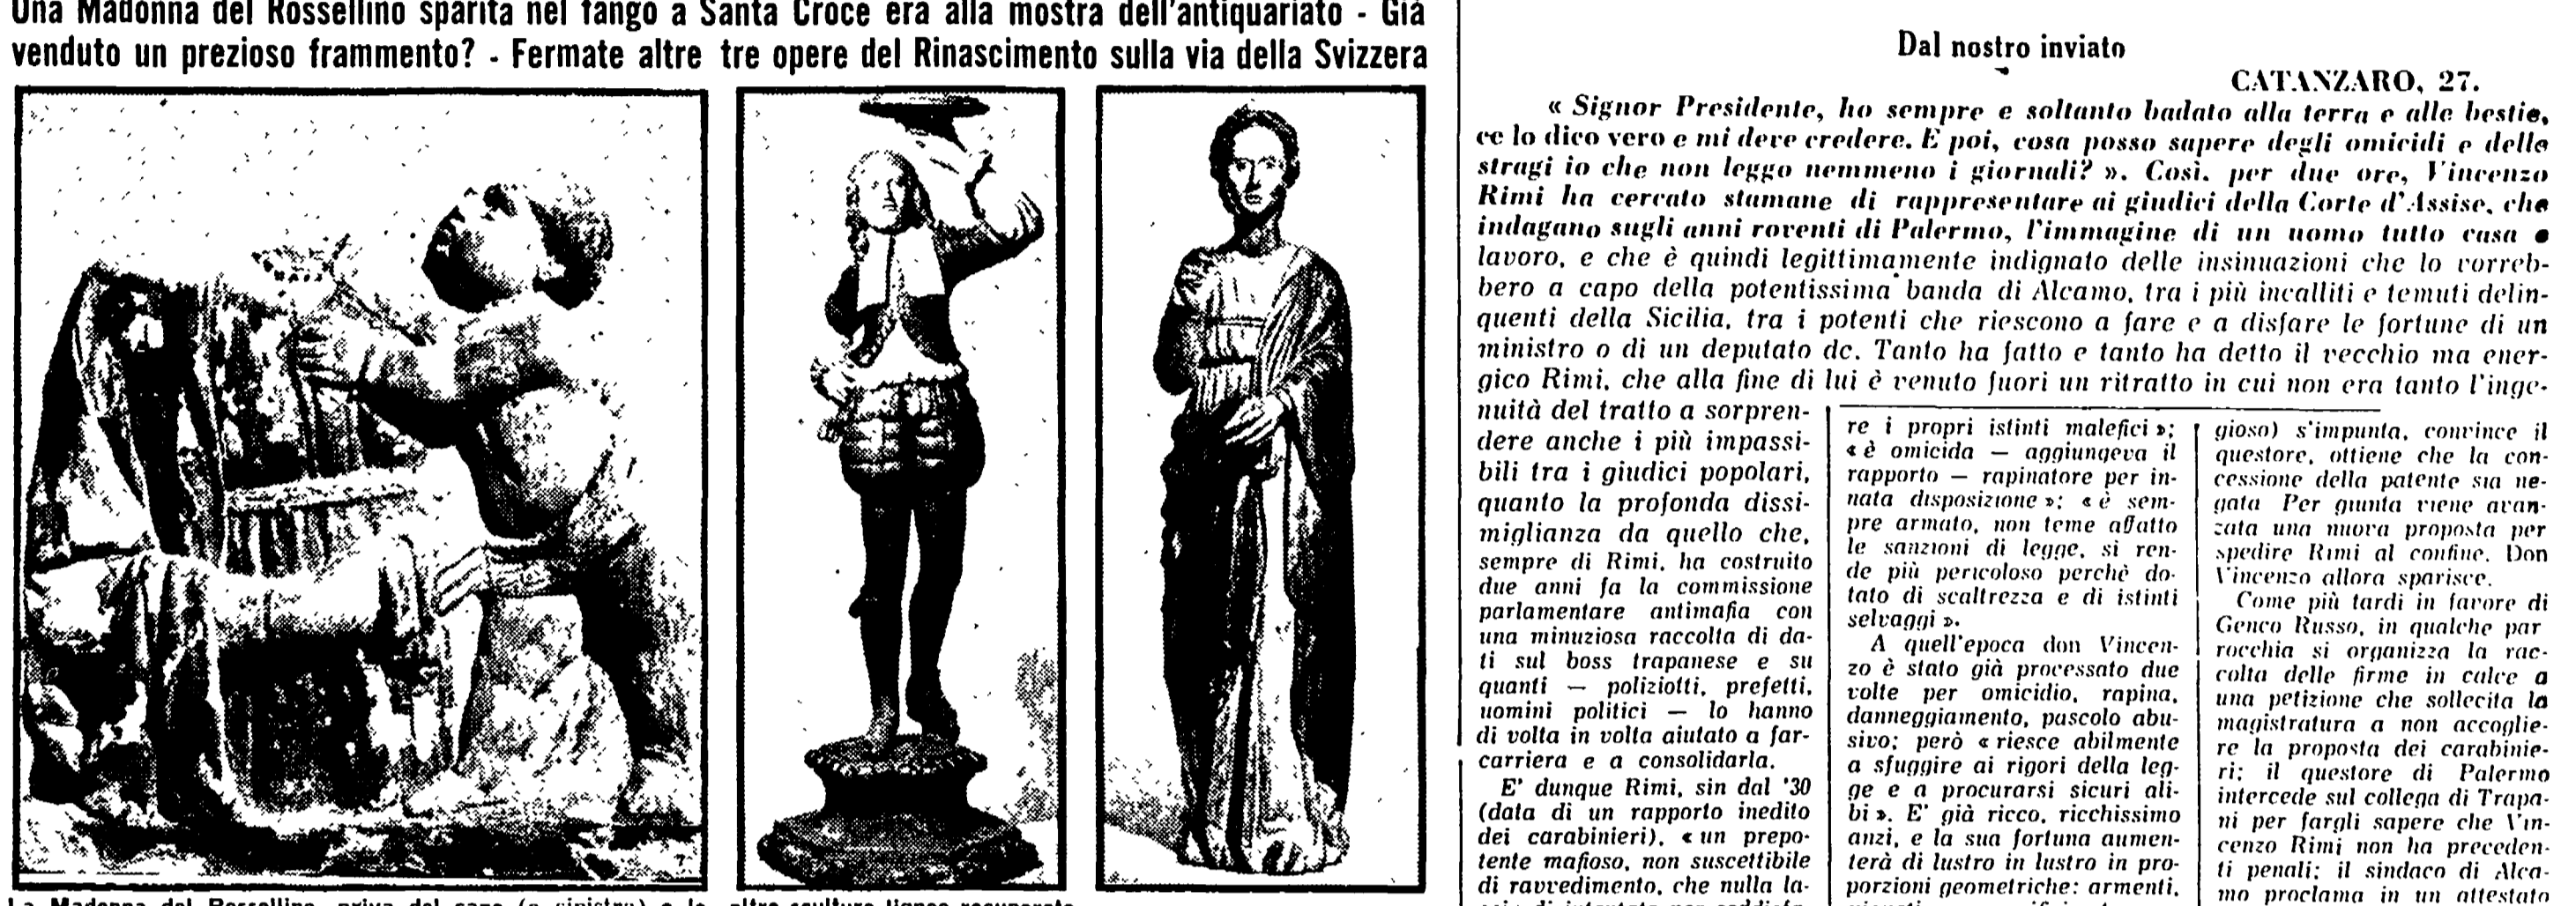 Una Madonna del Rossellino sparita nel fango a Santa Croce era alla mostra dell'antiquariato - Già
venduto un prezioso frammento? - Fermate altre tre opere del Rinascimento sulla via della Svizzera
La Madonna del Rossellino, priva del capo (a sinistra) e le altre sculture lignee recuperate
Dal nostro inviato
CATANZARO, 27.
« Signor Presidente, ho sempre e soltanto badato alla terra e alle bestie,
ce lo dico vero e mi deve credere. E poi, cosa posso sapere degli omicidi e delle
stragi io che non leggo nemmeno i giornali? ». Così, per due ore, Vincenzo
Rimi ha cercato stamane di rappresentare ai giudici della Corte d'Assise, che
indagano sugli anni roventi di Palermo, l'immagine di un uomo tutto casa e
lavoro, e che è quindi legittimamente indignato delle insinuazioni che lo vorreb-
bero a capo della potentissima banda di Alcamo, tra i più incalliti e temuti delin-
quenti della Sicilia, tra i potenti che riescono a fare e a disfare le fortune di un
ministro o di un deputato dc. Tanto ha fatto e tanto ha detto il vecchio ma ener-
gico Rimi, che alla fine di lui è venuto fuori un ritratto in cui non era tanto l'inge-
nuità del tratto a sorpren-
dere anche i più impassi-
bili tra i giudici popolari,
quanto la profonda dissi-
miglianza da quello che,
sempre di Rimi, ha costruito
due anni fa la commissione
parlamentare antimafia con
una minuziosa raccolta di da-
ti sul boss trapanese e su
quanti — poliziotti, prefetti,
uomini politici — lo hanno
di volta in volta aiutato a far-
carriera e a consolidarla.
E' dunque Rimi, sin dal '30
(data di un rapporto inedito
dei carabinieri), « un prepo-
tente mafioso, non suscettibile
di ravvedimento, che nulla la-
re i propri istinti malefici »;
« è omicida — aggiungeva il
rapporto — rapinatore per in-
nata disposizione »; « è sem-
pre armato, non teme affatto
le sanzioni di legge, si ren-
de più pericoloso perchè do-
tato di scaltrezza e di istinti
selvaggi ».
A quell'epoca don Vincen-
zo è stato già processato due
volte per omicidio, rapina,
danneggiamento, pascolo abu-
sivo; però « riesce abilmente
a sfuggire ai rigori della leg-
ge e a procurarsi sicuri ali-
bi ». E' già ricco, ricchissimo
anzi, e la sua fortuna aumen-
terà di lustro in lustro in pro-
porzioni geometriche: armenti,
gioso) s'impunta, convince il
questore, ottiene che la con-
cessione della patente sia ne-
gata Per giunta viene avan-
zata una nuova proposta per
spedire Rimi al confine. Don
Vincenzo allora sparisce.
Come più tardi in favore di
Genco Russo, in qualche par
rocchia si organizza la rac-
colta delle firme in calce a
una petizione che sollecita la
magistratura a non accoglie-
re la proposta dei carabinie-
ri; il questore di Palermo
intercede sul collega di Trapa-
ni per fargli sapere che Vin-
cenzo Rimi non ha preceden-
ti penali; il sindaco di Alca-
mo proclama in un attestato